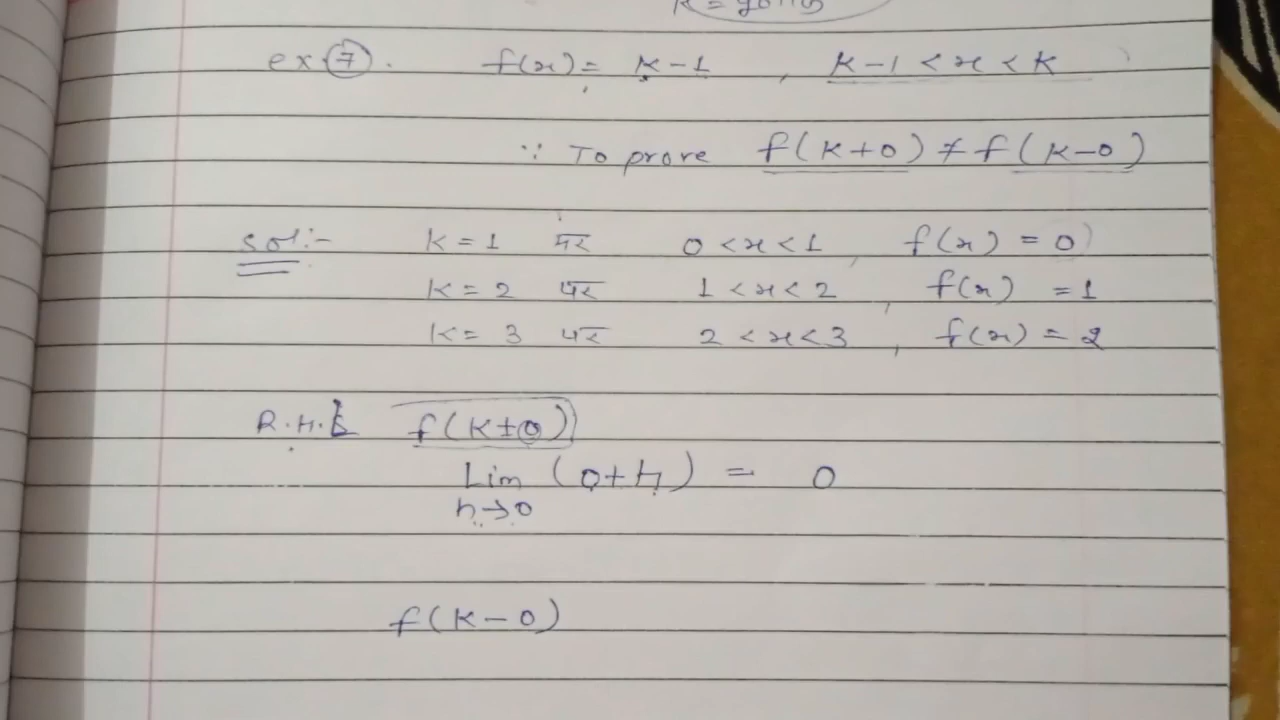 ex. 7. f(x) = K-1 , K-1 < x < K
∵ To prove f(K+0) ≠ f(K-0)
Sol:- K = 1 पर 0 < x < 1 , f(x) = 0
K = 2 पर 1 < x < 2 , f(x) = 1
K = 3 पर 2 < x < 3 , f(x) = 2
R.H.L f(K+0)
Lim (0+h) = 0
h→0
f(K-0)